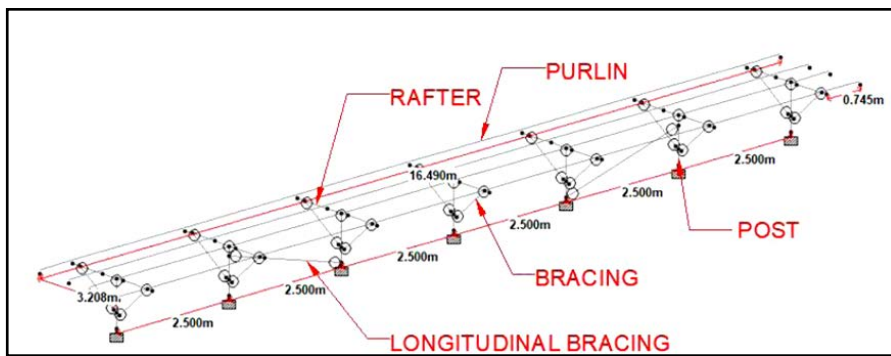 PURLIN
RAFTER
0.745m
16.490m.
2.500m
2.500m
POST
2.500m
BRACING
2.500m
3.208m.
2.500m
2.500m
LONGITUDINAL BRACING